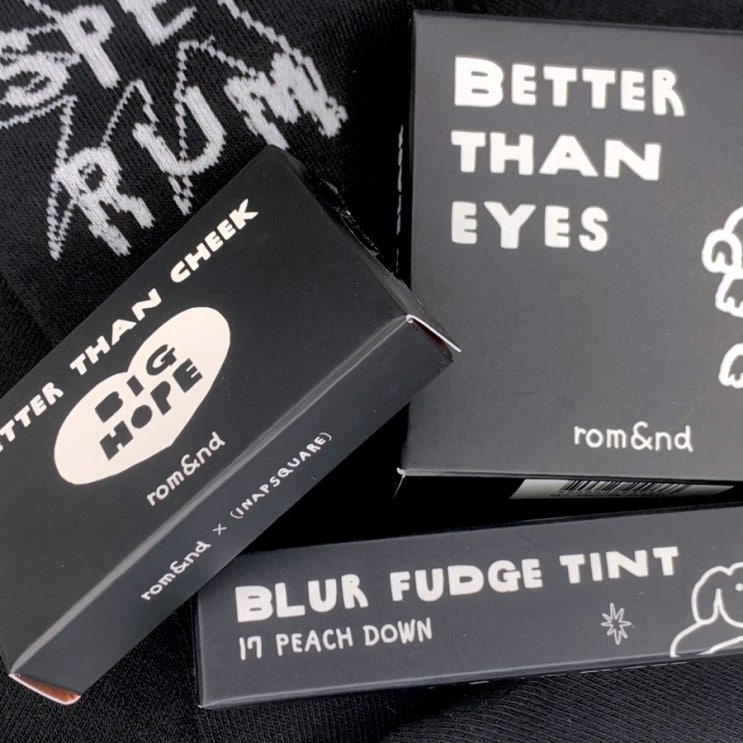 RUM
BETTER
THAN
EYES
rom&nd
THAN CHEEK
BIG
HOPE
rom&nd
rom&nd × (INAPSQUARE)
BLUR FUDGE TINT
17 PEACH DOWN